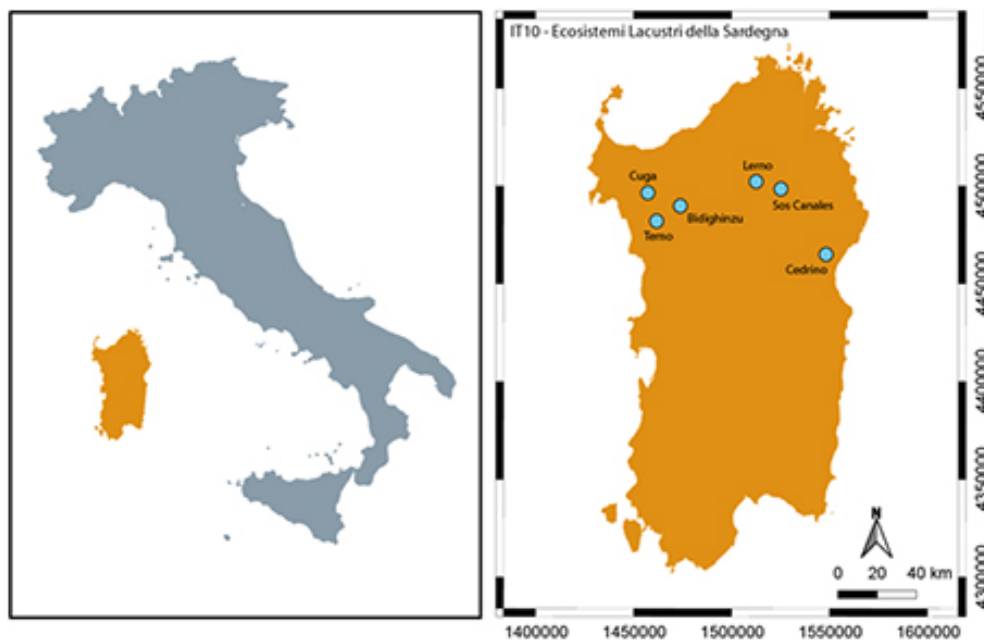 IT10 - Ecosistemi Lacustri della Sardegna
Lerno
Cuga
Sos Canales
Bidighinzu
Temo
Cedrino
N
0 20 40 km
4550000
4500000
4450000
4400000
4350000
4300000
1400000 1450000 1500000 1550000 1600000